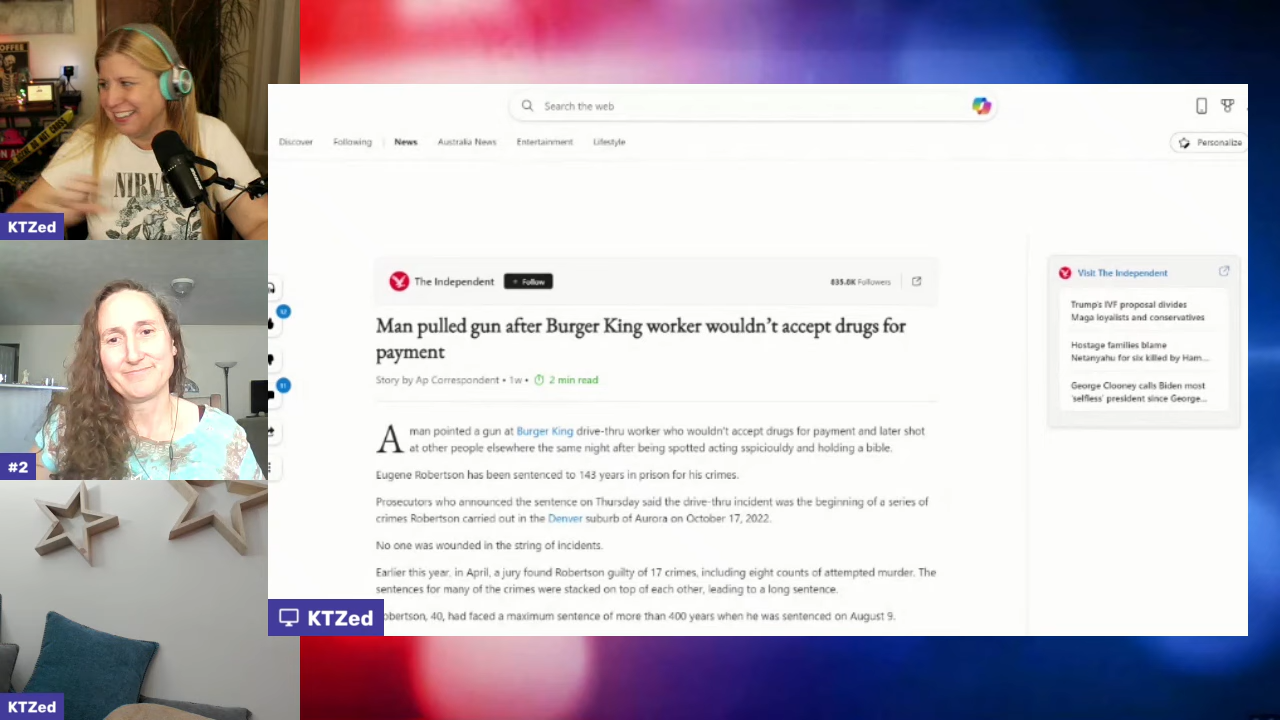 COFFEE
NIRVA
KTZed
#2
KTZed
Search the web
Discover Following News Australia News Entertainment Lifestyle
Personalize
The Independent
Follow
835.0K Followers
Man pulled gun after Burger King worker wouldn't accept drugs for
payment
Story by Ap Correspondent • 1w • 2 min read
A man pointed a gun at Burger King drive-thru worker who wouldn't accept drugs for payment and later shot
at other people elsewhere the same night after being spotted acting sspiciouldy and holding a bible.
Eugene Robertson has been sentenced to 143 years in prison for his crimes.
Prosecutors who announced the sentence on Thursday said the drive-thru incident was the beginning of a series of
crimes Robertson carried out in the Denver suburb of Aurora on October 17, 2022.
No one was wounded in the string of incidents.
Earlier this year, in April, a jury found Robertson guilty of 17 crimes, including eight counts of attempted murder. The
sentences for many of the crimes were stacked on top of each other, leading to a long sentence.
obertson, 40, had faced a maximum sentence of more than 400 years when he was sentenced on August 9.
Visit The Independent
Trump's IVF proposal divides
Maga loyalists and conservatives
Hostage families blame
Netanyahu for six killed by Ham...
George Clooney calls Biden most
'selfless' president since George...
KTZed